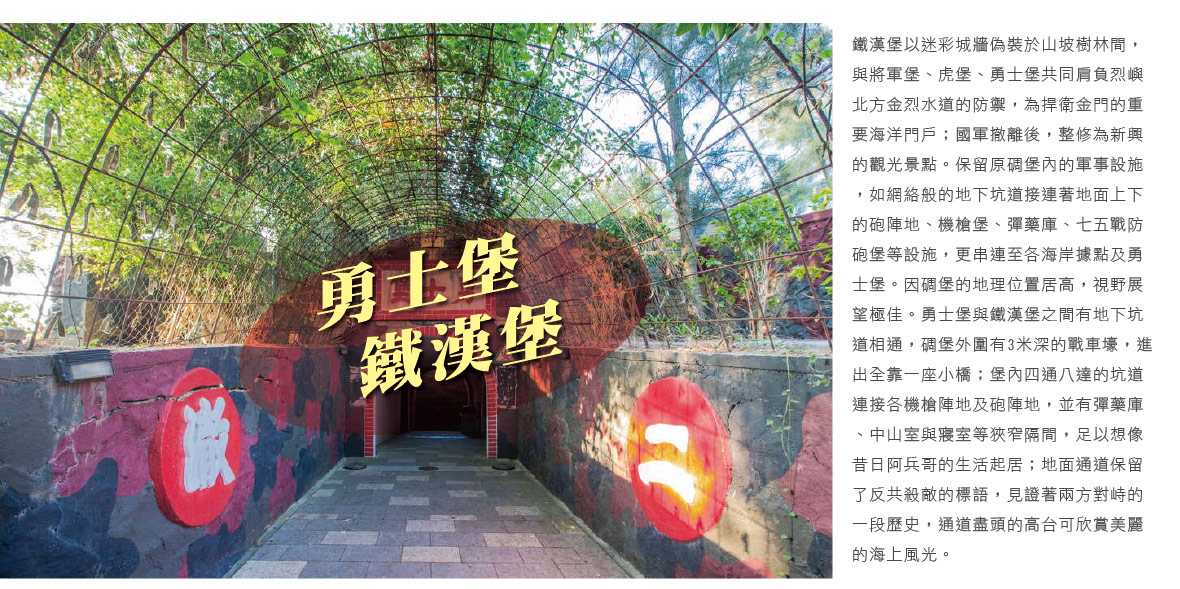 勇士堡
鐵漢堡
二
鐵漢堡以迷彩城牆偽裝於山坡樹林間，
與將軍堡、虎堡、勇士堡共同肩負烈嶼
北方金烈水道的防禦，為捍衛金門的重
要海洋門戶；國軍撤離後，整修為新興
的觀光景點。保留原碉堡內的軍事設施
，如網絡般的地下坑道接連著地面上下
的砲陣地、機槍堡、彈藥庫、七五戰防
砲堡等設施，更串連至各海岸據點及勇
士堡。因碉堡的地理位置居高，視野展
望極佳。勇士堡與鐵漢堡之間有地下坑
道相通，碉堡外圍有3米深的戰車壕，進
出全靠一座小橋；堡內四通八達的坑道
連接各機槍陣地及砲陣地，並有彈藥庫
、中山室與寢室等狹窄隔間，足以想像
昔日阿兵哥的生活起居；地面通道保留
了反共殺敵的標語，見證著兩方對峙的
一段歷史，通道盡頭的高台可欣賞美麗
的海上風光。